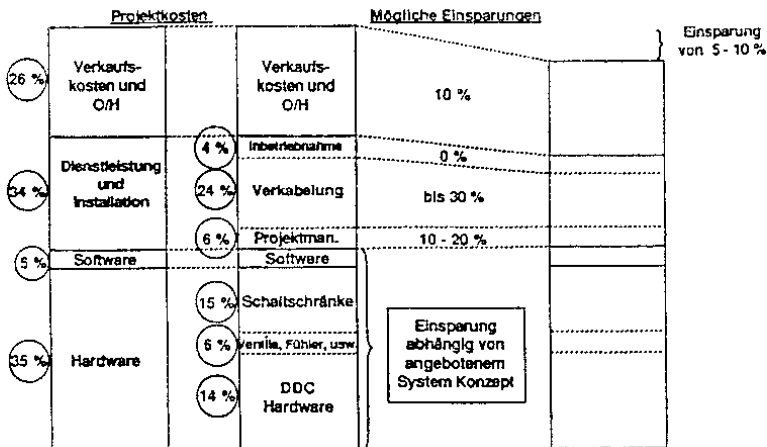 Projektkosten
Mögliche Einsparungen
Einsparung
von 5 - 10 %
26 %
Verkaufs-
kosten und
O/H
Verkaufs-
kosten und
O/H
10 %
34 %
Dienstleistung
und
Installation
4 %
Inbetriebnahme
0 %
24 %
Verkabelung
bis 30 %
6 %
Projektman.
10 - 20 %
5 %
Software
Software
35 %
Hardware
15 %
Schaltschränke
6 %
Ventile, Fühler, usw.
14 %
DDC
Hardware
Einsparung
abhängig von
angebotenem
System Konzept